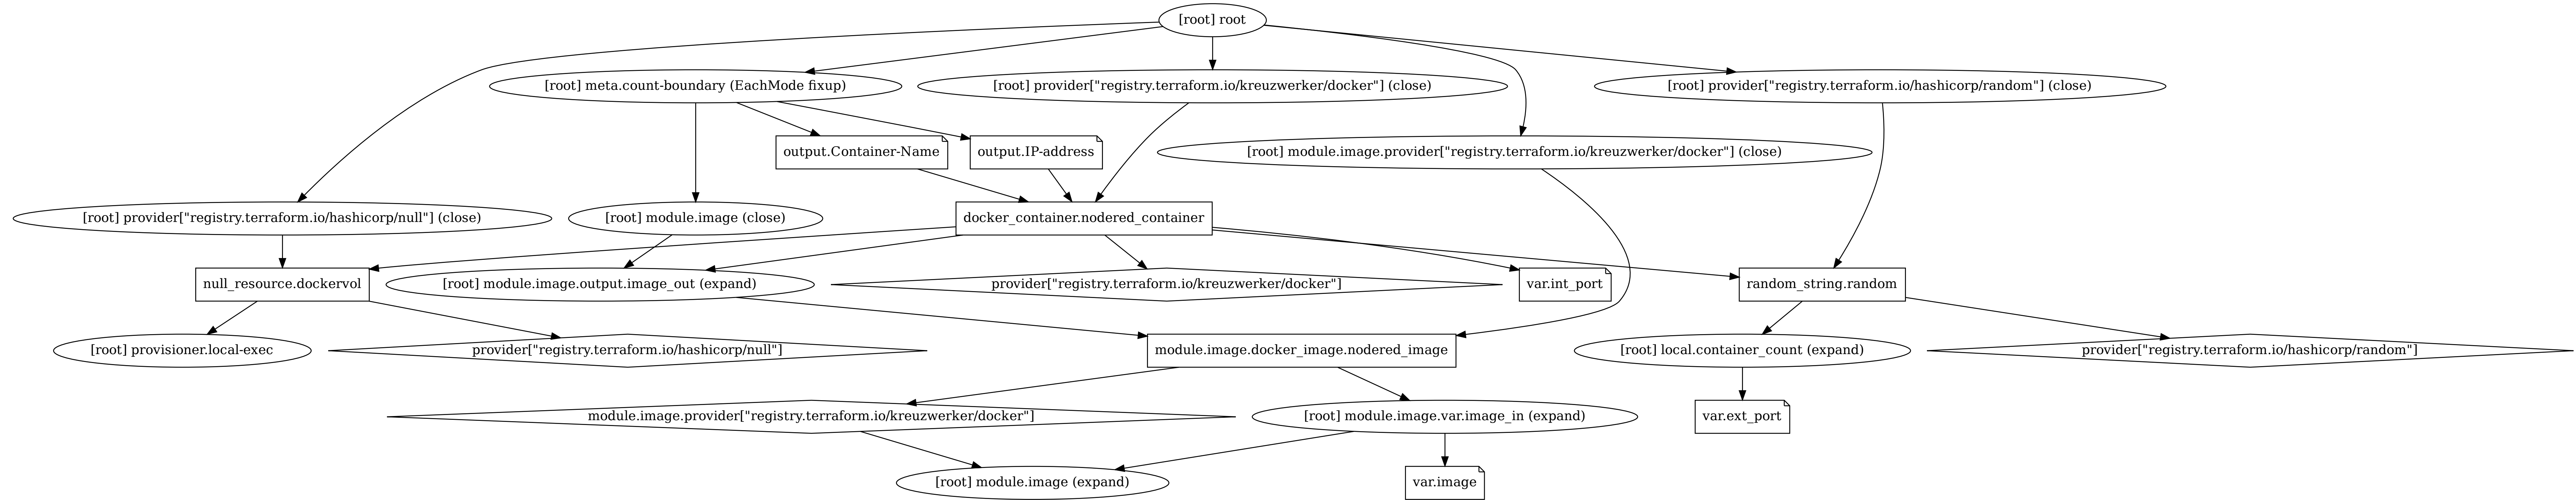 [root] root
[root] meta.count-boundary (EachMode fixup)
[root] provider["registry.terraform.io/kreuzwerker/docker"] (close)
[root] provider["registry.terraform.io/hashicorp/random"] (close)
output.Container-Name
output.IP-address
[root] module.image.provider["registry.terraform.io/kreuzwerker/docker"] (close)
[root] provider["registry.terraform.io/hashicorp/null"] (close)
[root] module.image (close)
docker_container.nodered_container
null_resource.dockervol
[root] module.image.output.image_out (expand)
provider["registry.terraform.io/kreuzwerker/docker"]
var.int_port
random_string.random
[root] provisioner.local-exec
provider["registry.terraform.io/hashicorp/null"]
module.image.docker_image.nodered_image
[root] local.container_count (expand)
provider["registry.terraform.io/hashicorp/random"]
module.image.provider["registry.terraform.io/kreuzwerker/docker"]
[root] module.image.var.image_in (expand)
var.ext_port
[root] module.image (expand)
var.image